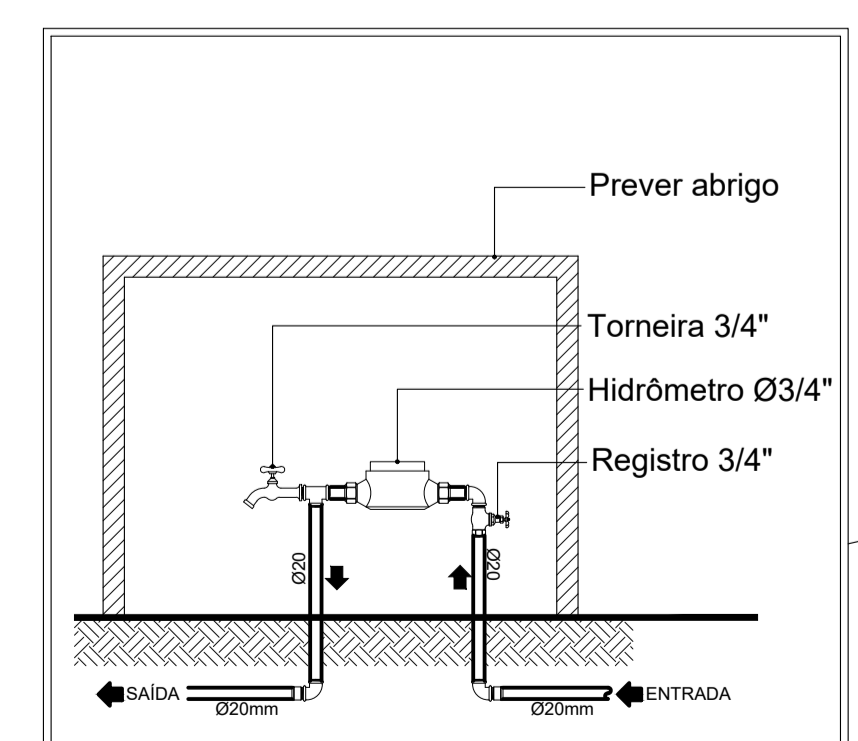 Prever abrigo
Torneira 3/4"
Hidrômetro Ø3/4"
Registro 3/4"
Ø20
Ø20
SAÍDA
Ø20mm
Ø20mm
ENTRADA